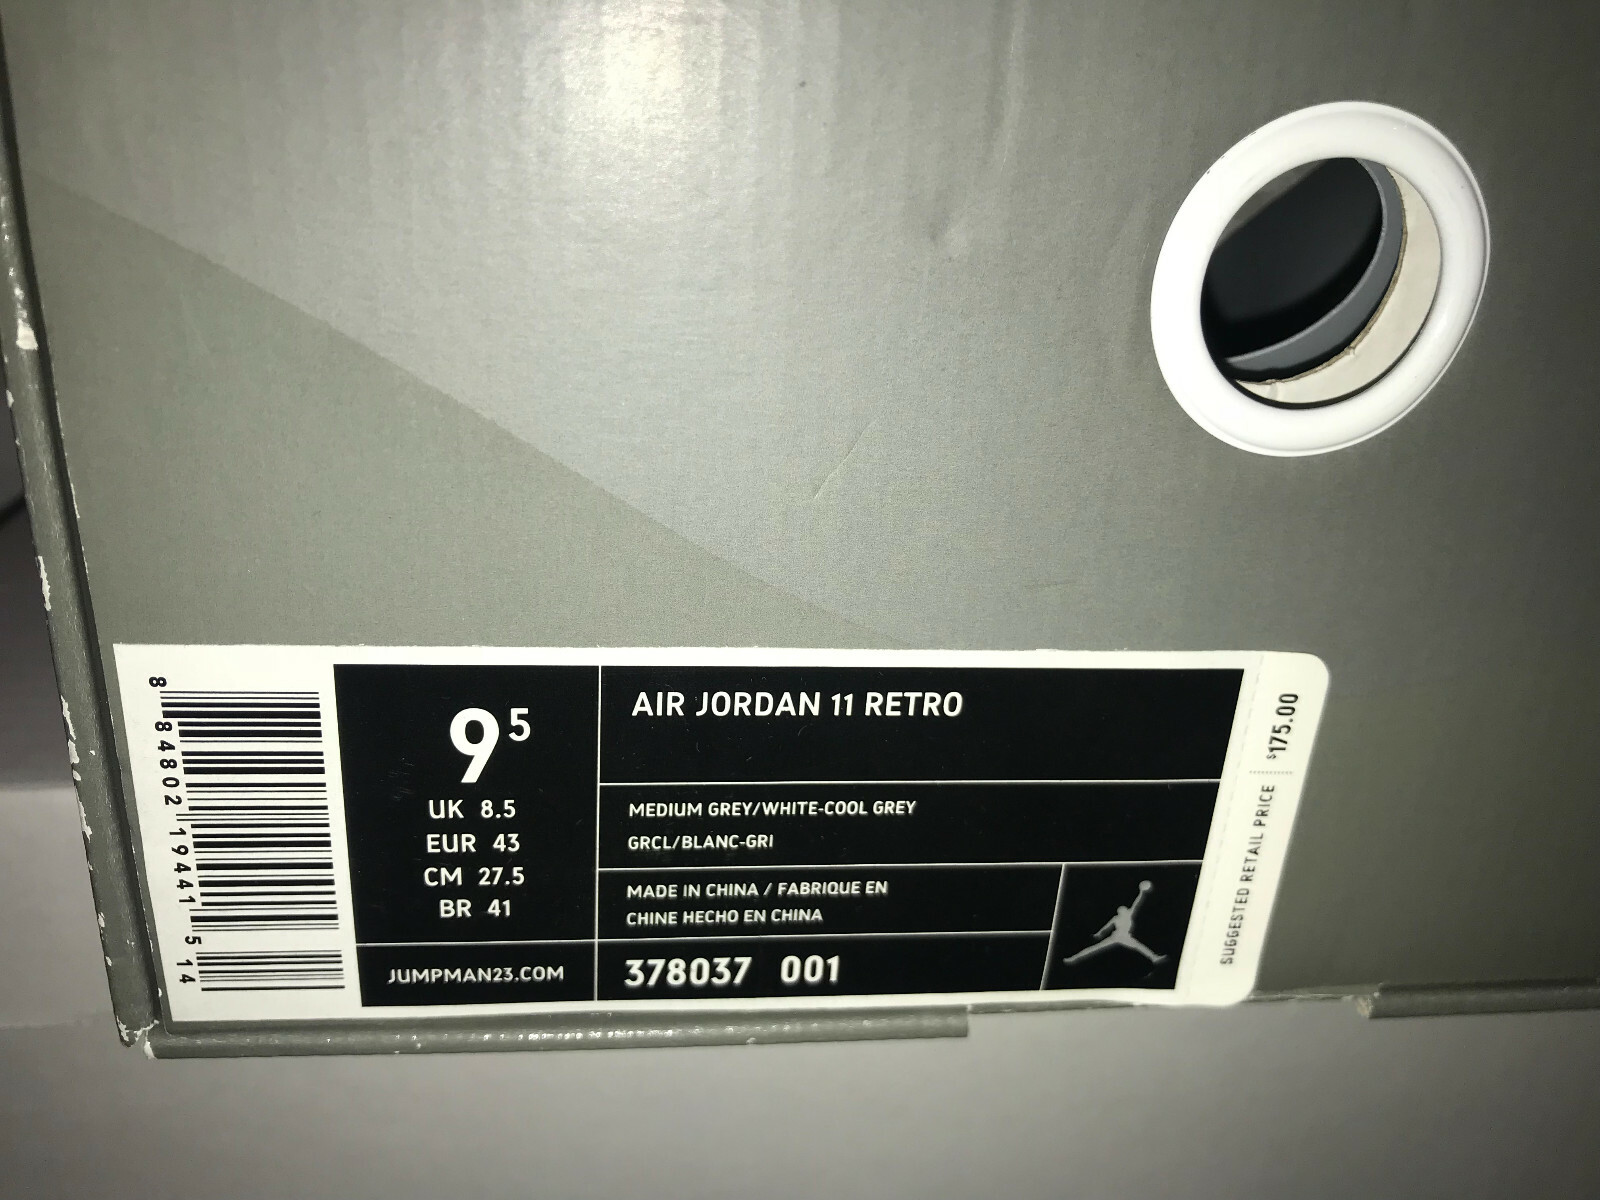 8 84802 19441 5 14
9 5
UK 8.5
EUR 43
CM 27.5
BR 41
JUMPMAN23.COM
AIR JORDAN 11 RETRO
MEDIUM GREY/WHITE-COOL GREY
GRCL/BLANC-GRI
MADE IN CHINA / FABRIQUE EN
CHINE HECHO EN CHINA
378037 001
SUGGESTED RETAIL PRICE $175.00